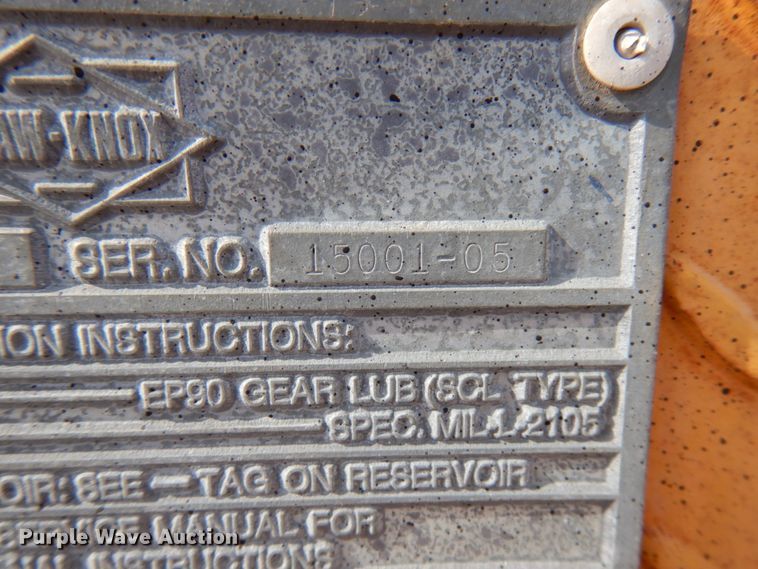 AW-KNOX
SER. NO. 15001-05
ION INSTRUCTIONS:
EP90 GEAR LUB (SCL TYPE)
SPEC. MIL-L-2105
OIR: SEE — TAG ON RESERVOIR
MANUAL FOR
INSTRUCTIONS
Purple Wave Auction